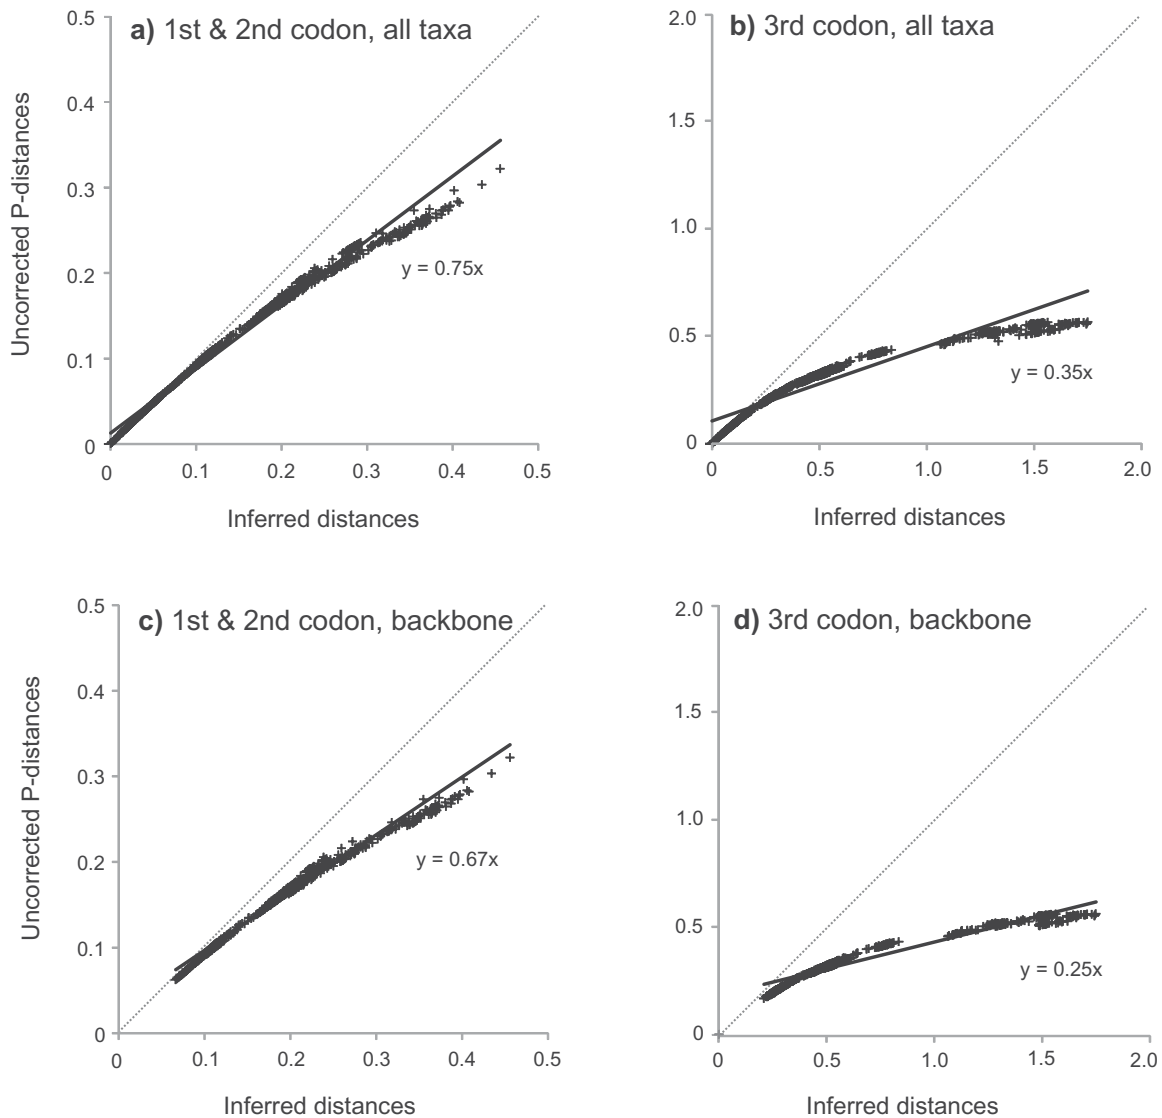 a) 1st & 2nd codon, all taxa
Uncorrected P-distances
0.5
0.4
0.3
0.2
0.1
0
y = 0.75x
0 0.1 0.2 0.3 0.4 0.5
Inferred distances
b) 3rd codon, all taxa
2.0
1.5
1.0
0.5
0
y = 0.35x
0 0.5 1.0 1.5 2.0
Inferred distances
c) 1st & 2nd codon, backbone
Uncorrected P-distances
0.5
0.4
0.3
0.2
0.1
0
y = 0.67x
0 0.1 0.2 0.3 0.4 0.5
Inferred distances
d) 3rd codon, backbone
2.0
1.5
1.0
0.5
0
y = 0.25x
0 0.5 1.0 1.5 2.0
Inferred distances